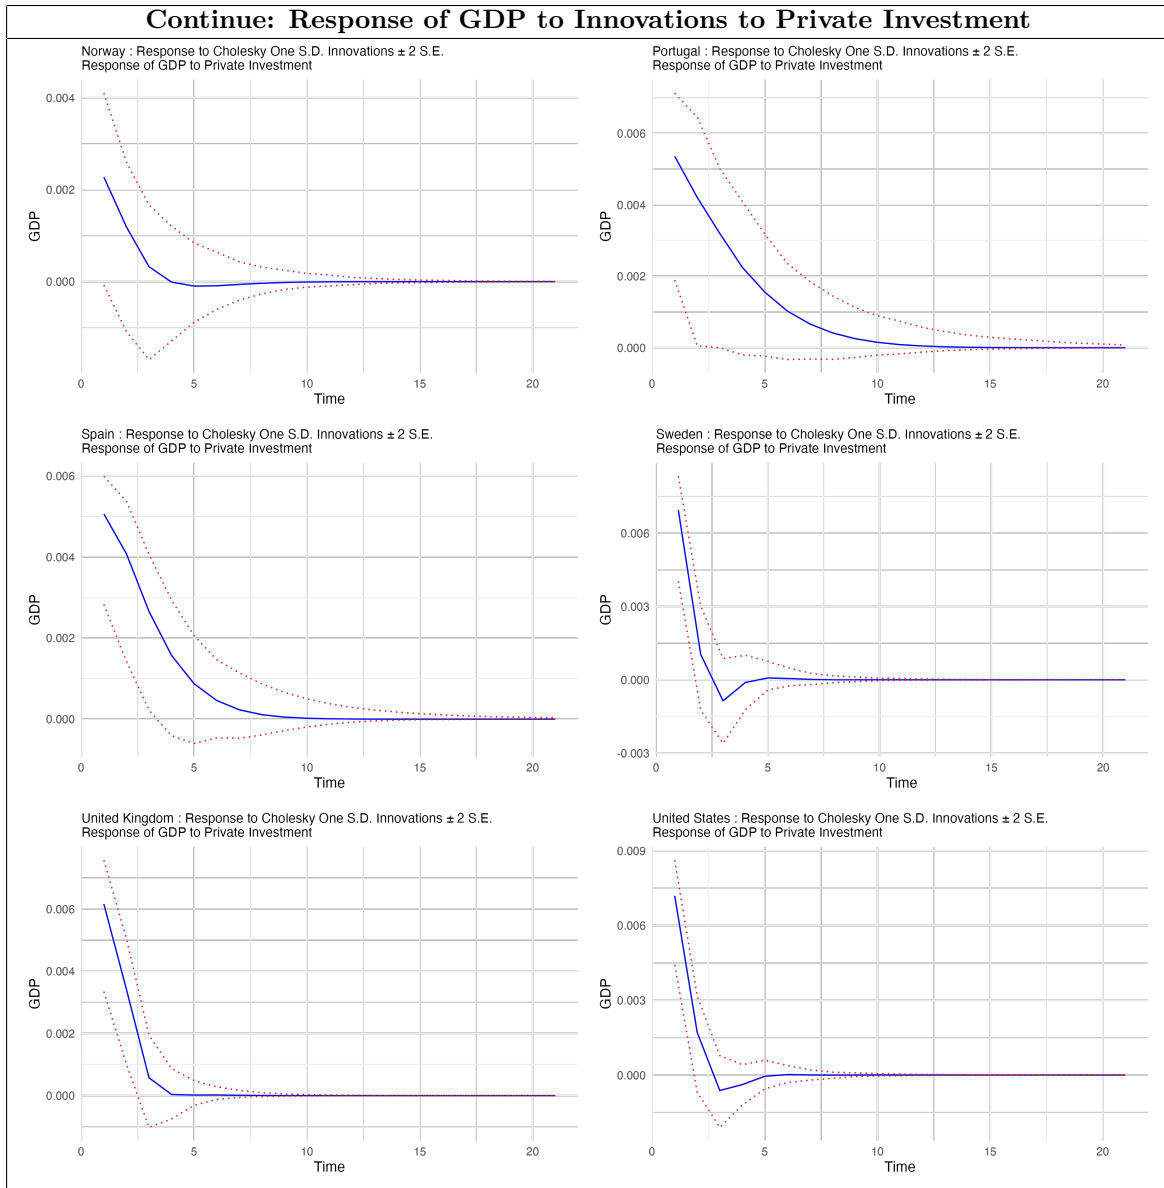 Continue: Response of GDP to Innovations to Private Investment
Norway : Response to Cholesky One S.D. Innovations ± 2 S.E.
Response of GDP to Private Investment
0.004
0.002
0.000
GDP
0
5
10
15
20
Time
Portugal : Response to Cholesky One S.D. Innovations ± 2 S.E.
Response of GDP to Private Investment
0.006
0.004
0.002
0.000
GDP
0
5
10
15
20
Time
Spain : Response to Cholesky One S.D. Innovations ± 2 S.E.
Response of GDP to Private Investment
0.006
0.004
0.002
0.000
GDP
0
5
10
15
20
Time
Sweden : Response to Cholesky One S.D. Innovations ± 2 S.E.
Response of GDP to Private Investment
0.006
0.003
0.000
-0.003
GDP
0
5
10
15
20
Time
United Kingdom : Response to Cholesky One S.D. Innovations ± 2 S.E.
Response of GDP to Private Investment
0.006
0.004
0.002
0.000
GDP
0
5
10
15
20
Time
United States : Response to Cholesky One S.D. Innovations ± 2 S.E.
Response of GDP to Private Investment
0.009
0.006
0.003
0.000
GDP
0
5
10
15
20
Time